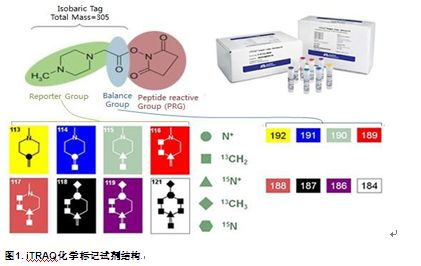 Isobaric Tag
Total Mass=305
H₃C
N
N
O
O
N
O
O
Reporter Group
Balance
Group
Peptide reactive
Group (PRG)
113 114 115 116
N*
192 191 190 189
¹³CH₂
117 118 119 121
¹⁵N*
188 187 186 184
¹³CH₃
¹⁵N
图1. iTRAQ化学标记试剂结构.